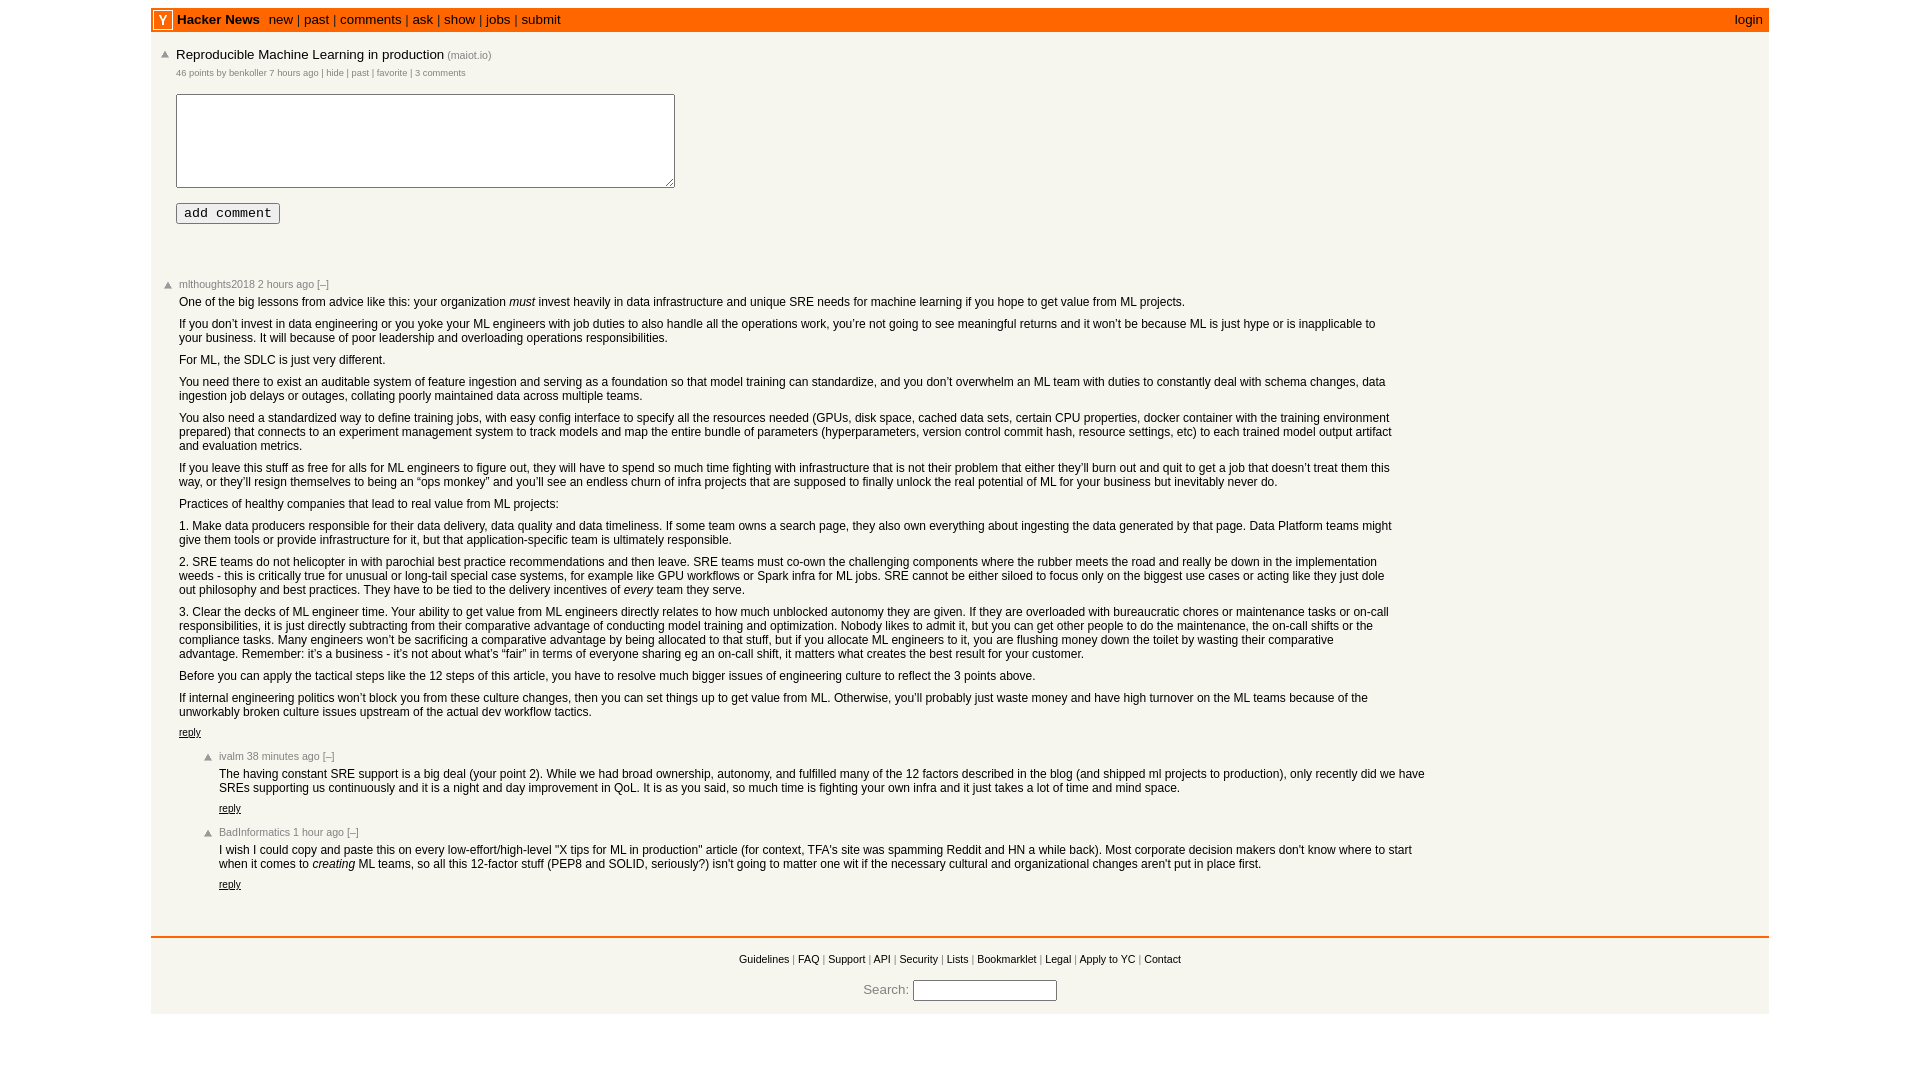 Y Hacker News new | past | comments | ask | show | jobs | submit login
Reproducible Machine Learning in production (maiot.io)
46 points by benkoller 7 hours ago | hide | past | favorite | 3 comments
add comment
mlthoughts2018 2 hours ago [–]
One of the big lessons from advice like this: your organization must invest heavily in data infrastructure and unique SRE needs for machine learning if you hope to get value from ML projects.
If you don’t invest in data engineering or you yoke your ML engineers with job duties to also handle all the operations work, you’re not going to see meaningful returns and it won’t be because ML is just hype or is inapplicable to
your business. It will because of poor leadership and overloading operations responsibilities.
For ML, the SDLC is just very different.
You need there to exist an auditable system of feature ingestion and serving as a foundation so that model training can standardize, and you don’t overwhelm an ML team with duties to constantly deal with schema changes, data
ingestion job delays or outages, collating poorly maintained data across multiple teams.
You also need a standardized way to define training jobs, with easy config interface to specify all the resources needed (GPUs, disk space, cached data sets, certain CPU properties, docker container with the training environment
prepared) that connects to an experiment management system to track models and map the entire bundle of parameters (hyperparameters, version control commit hash, resource settings, etc) to each trained model output artifact
and evaluation metrics.
If you leave this stuff as free for alls for ML engineers to figure out, they will have to spend so much time fighting with infrastructure that is not their problem that either they’ll burn out and quit to get a job that doesn’t treat them this
way, or they’ll resign themselves to being an “ops monkey” and you’ll see an endless churn of infra projects that are supposed to finally unlock the real potential of ML for your business but inevitably never do.
Practices of healthy companies that lead to real value from ML projects:
1. Make data producers responsible for their data delivery, data quality and data timeliness. If some team owns a search page, they also own everything about ingesting the data generated by that page. Data Platform teams might
give them tools or provide infrastructure for it, but that application-specific team is ultimately responsible.
2. SRE teams do not helicopter in with parochial best practice recommendations and then leave. SRE teams must co-own the challenging components where the rubber meets the road and really be down in the implementation
weeds - this is critically true for unusual or long-tail special case systems, for example like GPU workflows or Spark infra for ML jobs. SRE cannot be either siloed to focus only on the biggest use cases or acting like they just dole
out philosophy and best practices. They have to be tied to the delivery incentives of every team they serve.
3. Clear the decks of ML engineer time. Your ability to get value from ML engineers directly relates to how much unblocked autonomy they are given. If they are overloaded with bureaucratic chores or maintenance tasks or on-call
responsibilities, it is just directly subtracting from their comparative advantage of conducting model training and optimization. Nobody likes to admit it, but you can get other people to do the maintenance, the on-call shifts or the
compliance tasks. Many engineers won’t be sacrificing a comparative advantage by being allocated to that stuff, but if you allocate ML engineers to it, you are flushing money down the toilet by wasting their comparative
advantage. Remember: it’s a business - it’s not about what’s “fair” in terms of everyone sharing eg an on-call shift, it matters what creates the best result for your customer.
Before you can apply the tactical steps like the 12 steps of this article, you have to resolve much bigger issues of engineering culture to reflect the 3 points above.
If internal engineering politics won’t block you from these culture changes, then you can set things up to get value from ML. Otherwise, you’ll probably just waste money and have high turnover on the ML teams because of the
unworkably broken culture issues upstream of the actual dev workflow tactics.
reply
ivalm 38 minutes ago [–]
The having constant SRE support is a big deal (your point 2). While we had broad ownership, autonomy, and fulfilled many of the 12 factors described in the blog (and shipped ml projects to production), only recently did we have
SREs supporting us continuously and it is a night and day improvement in QoL. It is as you said, so much time is fighting your own infra and it just takes a lot of time and mind space.
reply
BadInformatics 1 hour ago [–]
I wish I could copy and paste this on every low-effort/high-level "X tips for ML in production" article (for context, TFA's site was spamming Reddit and HN a while back). Most corporate decision makers don't know where to start
when it comes to creating ML teams, so all this 12-factor stuff (PEP8 and SOLID, seriously?) isn't going to matter one wit if the necessary cultural and organizational changes aren't put in place first.
reply
Guidelines | FAQ | Support | API | Security | Lists | Bookmarklet | Legal | Apply to YC | Contact
Search: